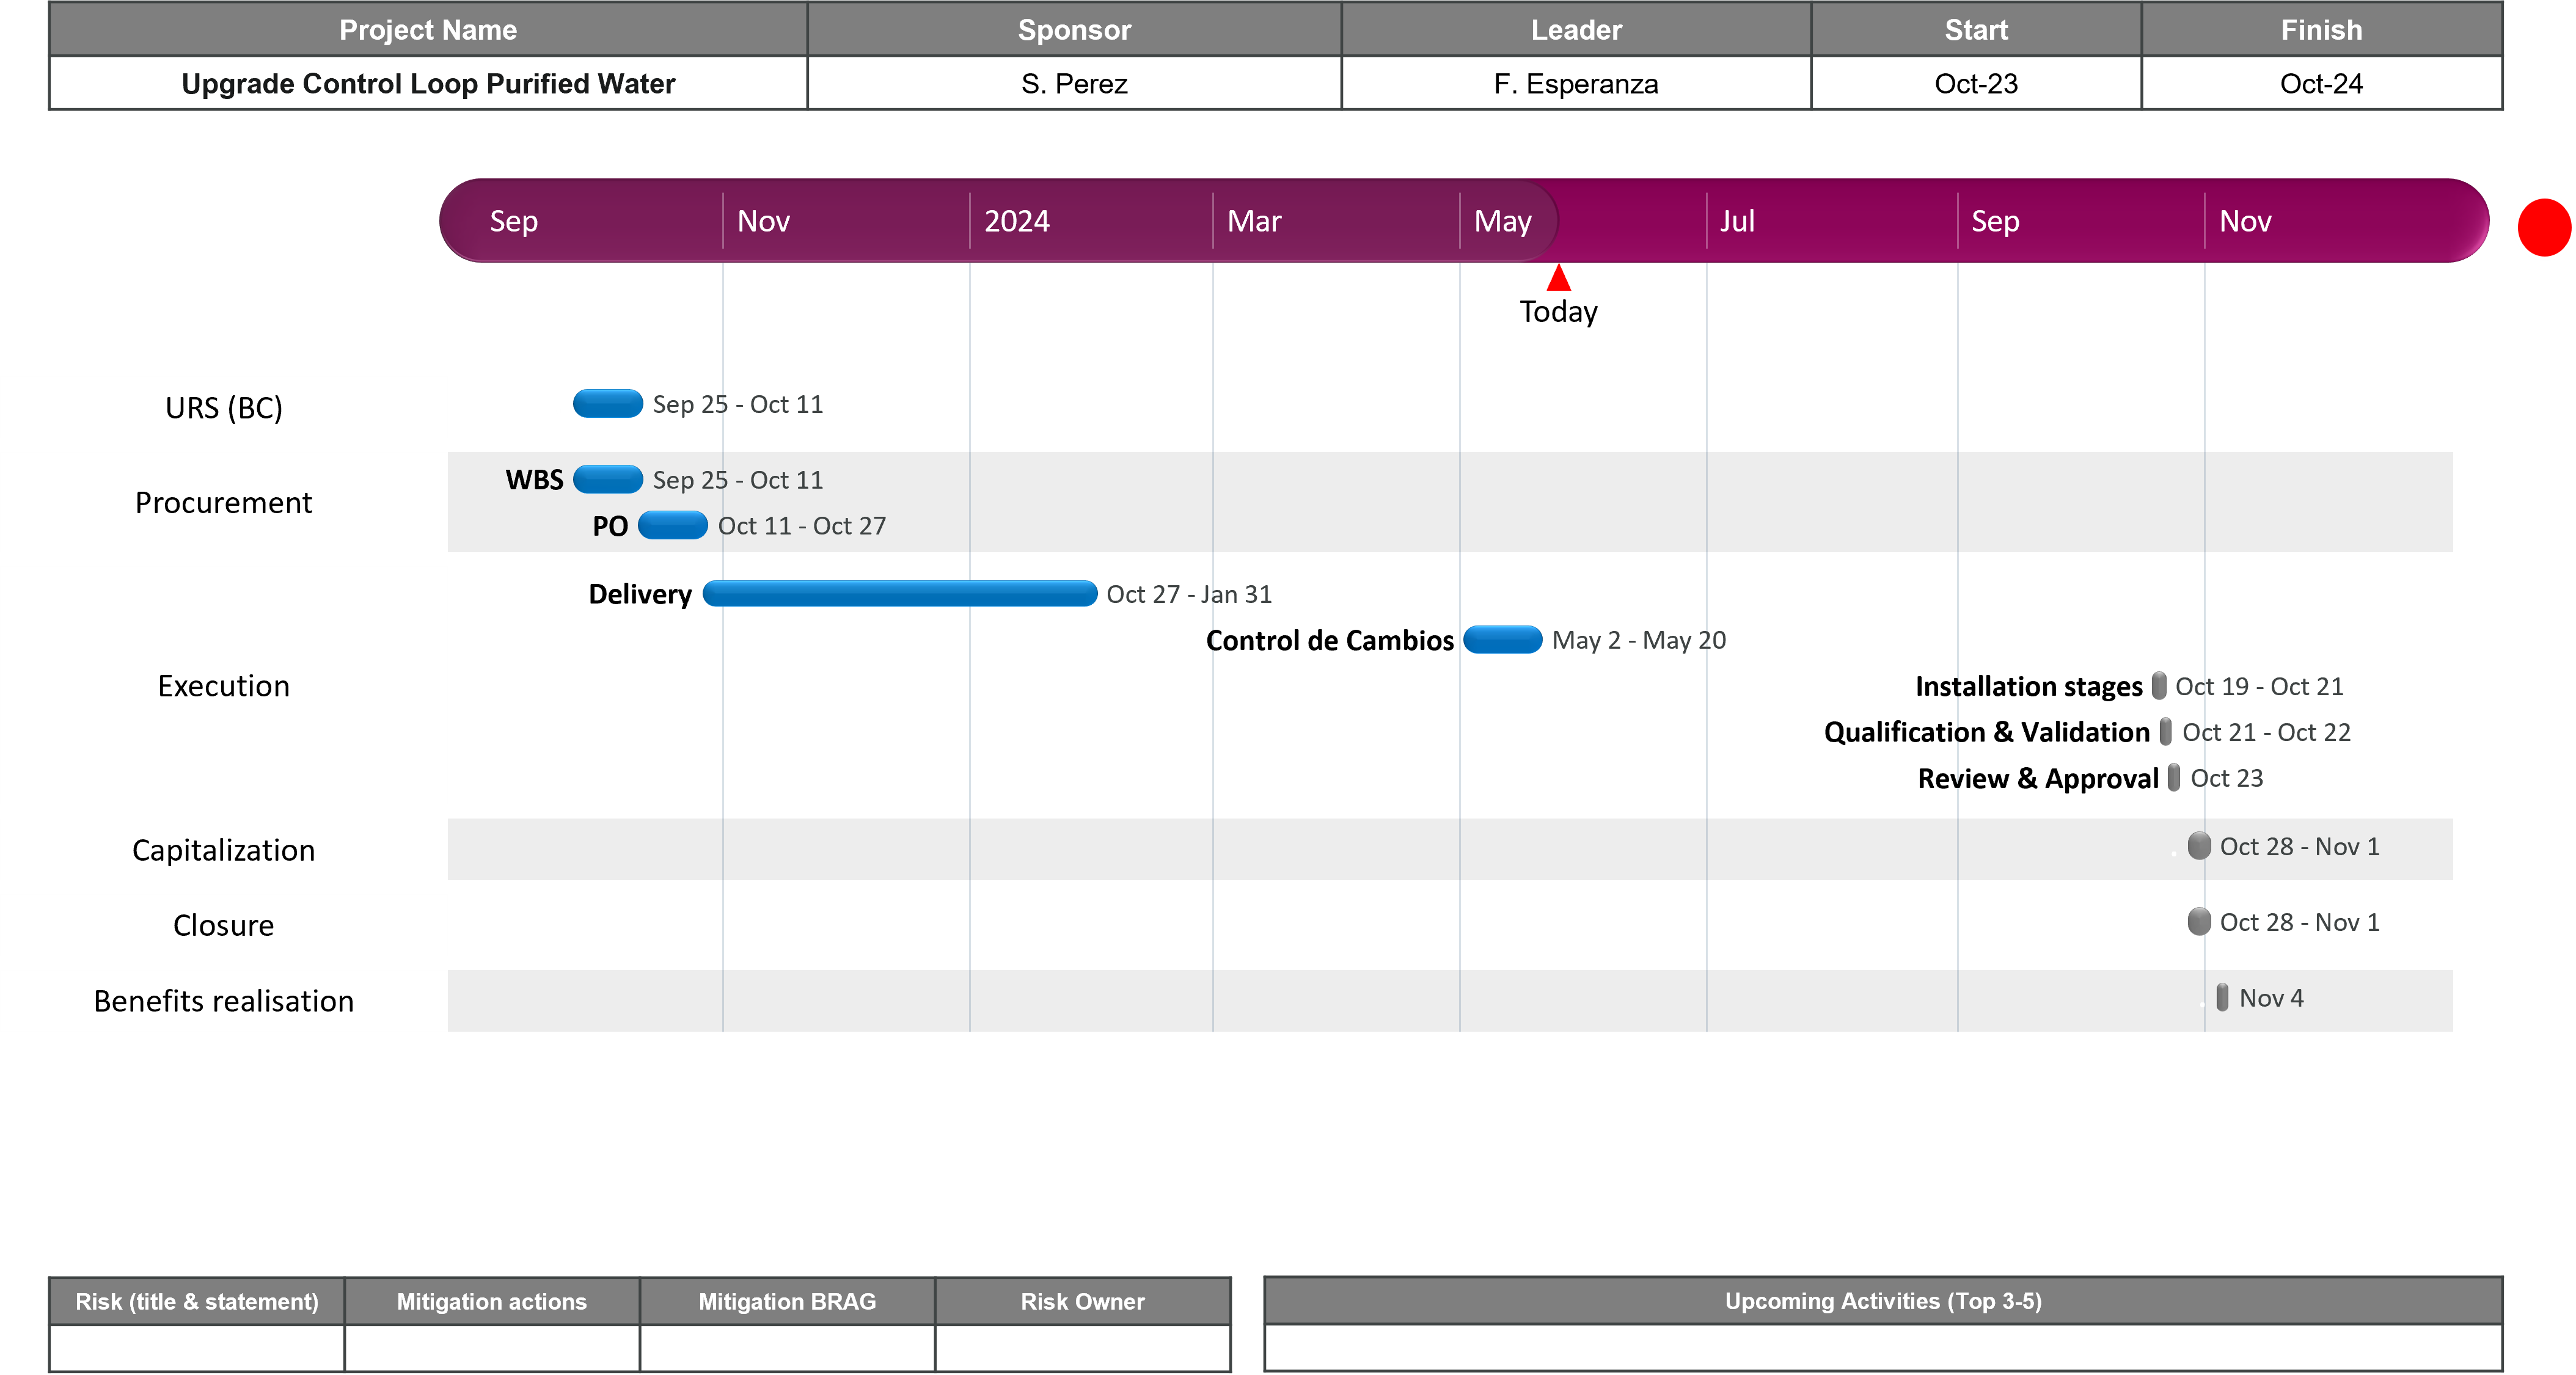 Project Name Sponsor Leader Start Finish
Upgrade Control Loop Purified Water S. Perez F. Esperanza Oct-23 Oct-24
Sep Nov 2024 Mar May Jul Sep Nov
Today
URS (BC) Sep 25 - Oct 11
Procurement
WBS Sep 25 - Oct 11
PO Oct 11 - Oct 27
Delivery Oct 27 - Jan 31
Control de Cambios May 2 - May 20
Execution
Installation stages Oct 19 - Oct 21
Qualification & Validation Oct 21 - Oct 22
Review & Approval Oct 23
Capitalization Oct 28 - Nov 1
Closure Oct 28 - Nov 1
Benefits realisation Nov 4
Risk (title & statement) Mitigation actions Mitigation BRAG Risk Owner
Upcoming Activities (Top 3-5)